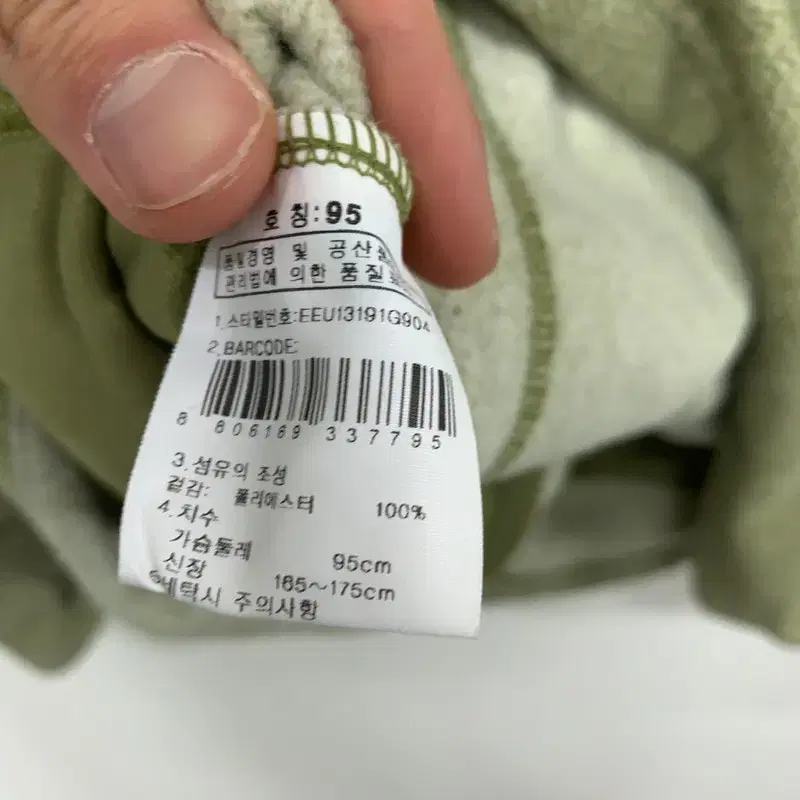 호 칭:95
품질경영 및 공산
관리법에 의한 품질
1.스타일번호:EEU13191G904
2.BARCODE:
8 806169 337795
3.섬유의 조성
겉감: 폴리에스터 100%
4.치수
가슴둘레 95cm
신장 165~175cm
세탁시 주의사항